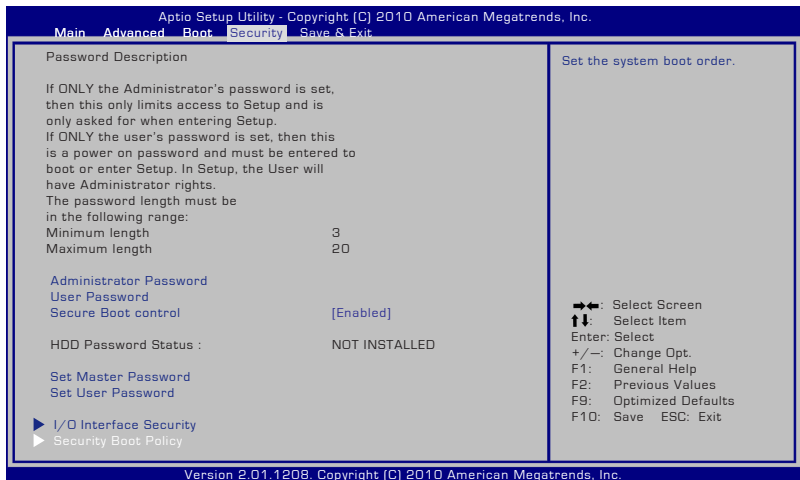 Aptio Setup Utility - Copyright (C) 2010 American Megatrends, Inc.
Main Advanced Boot Security Save & Exit
Password Description
If ONLY the Administrator's password is set,
then this only limits access to Setup and is
only asked for when entering Setup.
If ONLY the user's password is set, then this
is a power on password and must be entered to
boot or enter Setup. In Setup, the User will
have Administrator rights.
The password length must be
in the following range:
Minimum length 3
Maximum length 20
Administrator Password
User Password
Secure Boot control [Enabled]
HDD Password Status : NOT INSTALLED
Set Master Password
Set User Password
I/O Interface Security
Security Boot Policy
Set the system boot order.
→←: Select Screen
↑↓: Select Item
Enter: Select
+/—: Change Opt.
F1: General Help
F2: Previous Values
F9: Optimized Defaults
F10: Save ESC: Exit
Version 2.01.1208. Copyright (C) 2010 American Megatrends, Inc.